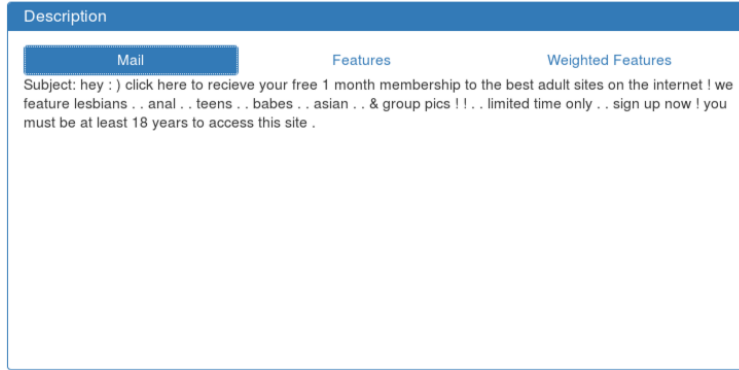 Description
Mail Features Weighted Features
Subject: hey : ) click here to recieve your free 1 month membership to the best adult sites on the internet ! we
feature lesbians . . anal . . teens . . babes . . asian . . & group pics ! ! . . limited time only . . sign up now ! you
must be at least 18 years to access this site .